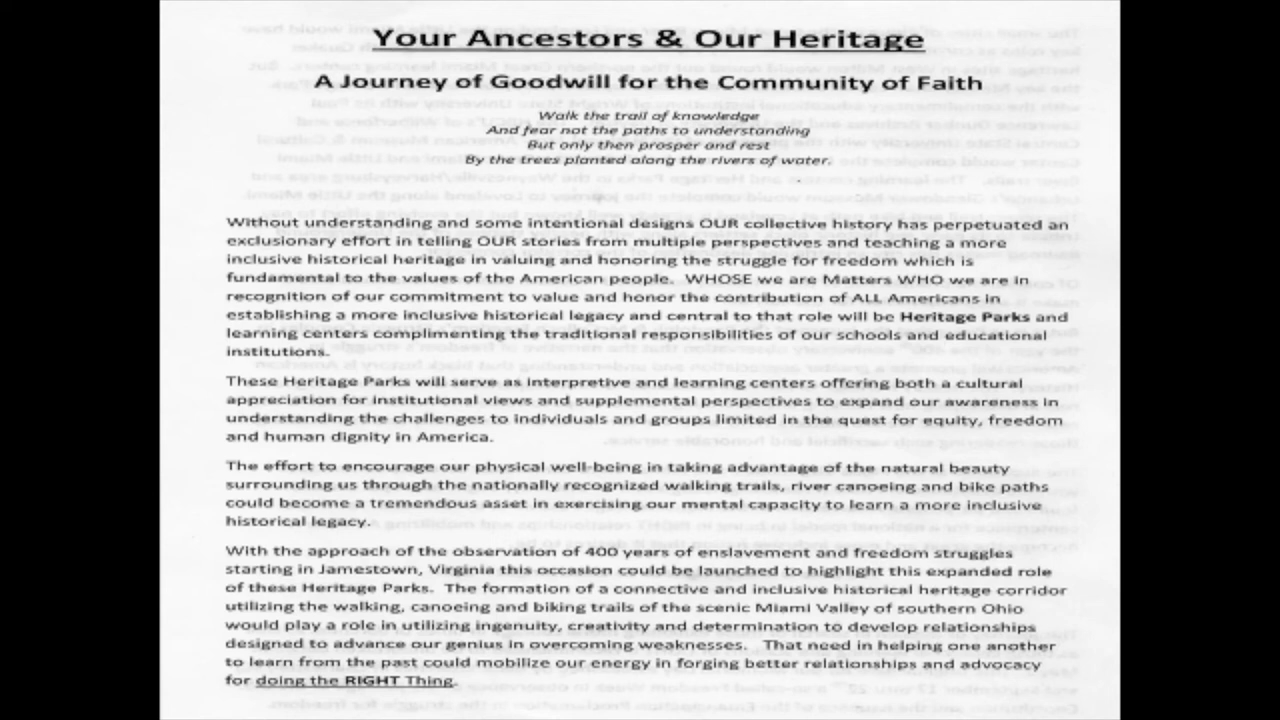 Your Ancestors & Our Heritage
A Journey of Goodwill for the Community of Faith
Walk the trail of knowledge
And fear not the paths to understanding
But only then prosper and rest
By the trees planted along the rivers of water.
Without understanding and some intentional designs OUR collective history has perpetuated an
exclusionary effort in telling OUR stories from multiple perspectives and teaching a more
inclusive historical heritage in valuing and honoring the struggle for freedom which is
fundamental to the values of the American people.  WHOSE we are Matters WHO we are in
recognition of our commitment to value and honor the contribution of ALL Americans in
establishing a more inclusive historical legacy and central to that role will be Heritage Parks and
learning centers complimenting the traditional responsibilities of our schools and educational
institutions.
These Heritage Parks will serve as interpretive and learning centers offering both a cultural
appreciation for institutional views and supplemental perspectives to expand our awareness in
understanding the challenges to individuals and groups limited in the quest for equity, freedom
and human dignity in America.
The effort to encourage our physical well-being in taking advantage of the natural beauty
surrounding us through the nationally recognized walking trails, river canoeing and bike paths
could become a tremendous asset in exercising our mental capacity to learn a more inclusive
historical legacy.
With the approach of the observation of 400 years of enslavement and freedom struggles
starting in Jamestown, Virginia this occasion could be launched to highlight this expanded role
of these Heritage Parks.  The formation of a connective and inclusive historical heritage corridor
utilizing the walking, canoeing and biking trails of the scenic Miami Valley of southern Ohio
would play a role in utilizing ingenuity, creativity and determination to develop relationships
designed to advance our genius in overcoming weaknesses.  That need in helping one another
to learn from the past could mobilize our energy in forging better relationships and advocacy
for doing the RIGHT Thing.